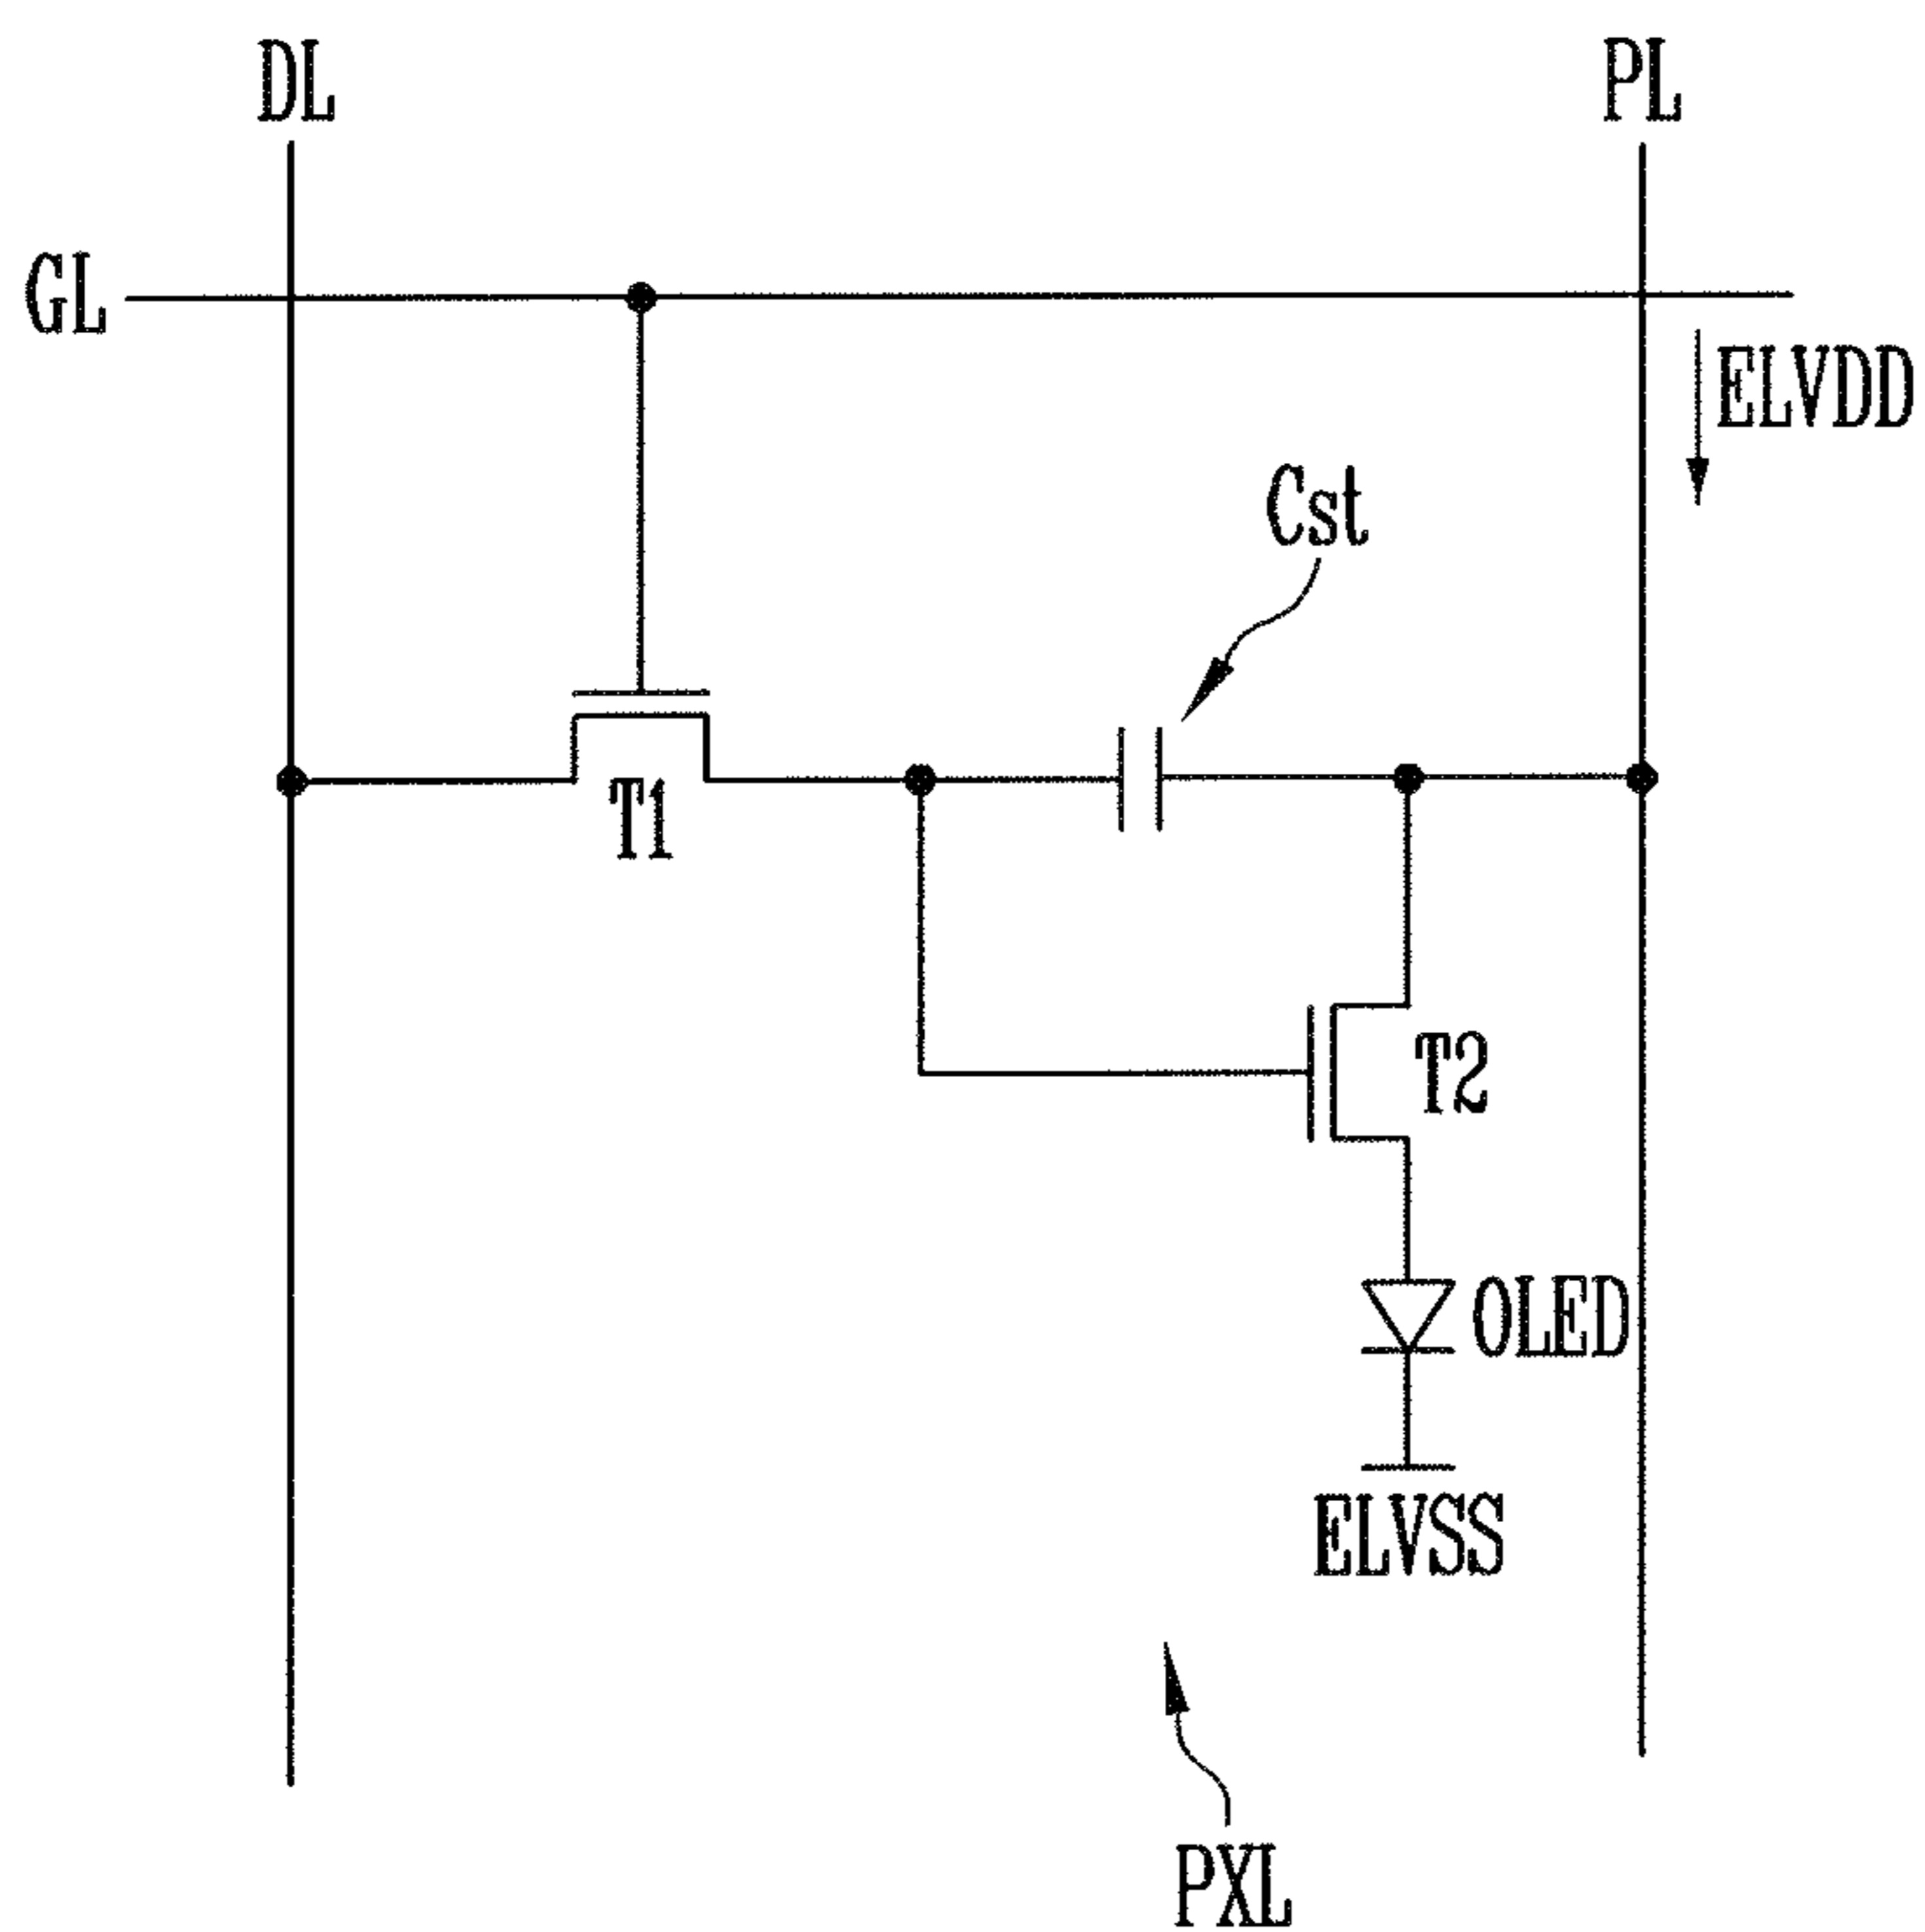 DL
PL
GL
ELVDD
Cst
T1
T2
OLED
ELVSS
PXL